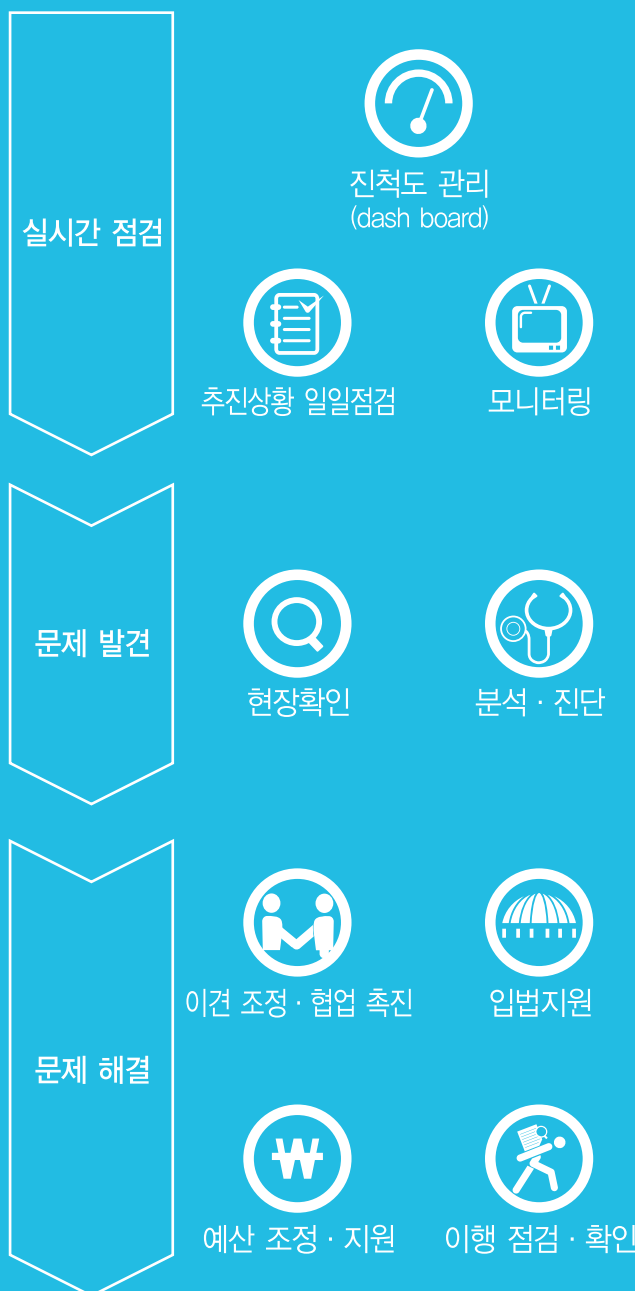 실시간 점검
진척도 관리
(dash board)
추진상황 일일점검
모니터링
문제 발견
현장확인
분석 · 진단
문제 해결
이견 조정 · 협업 촉진
입법지원
예산 조정 · 지원
이행 점검 · 확인